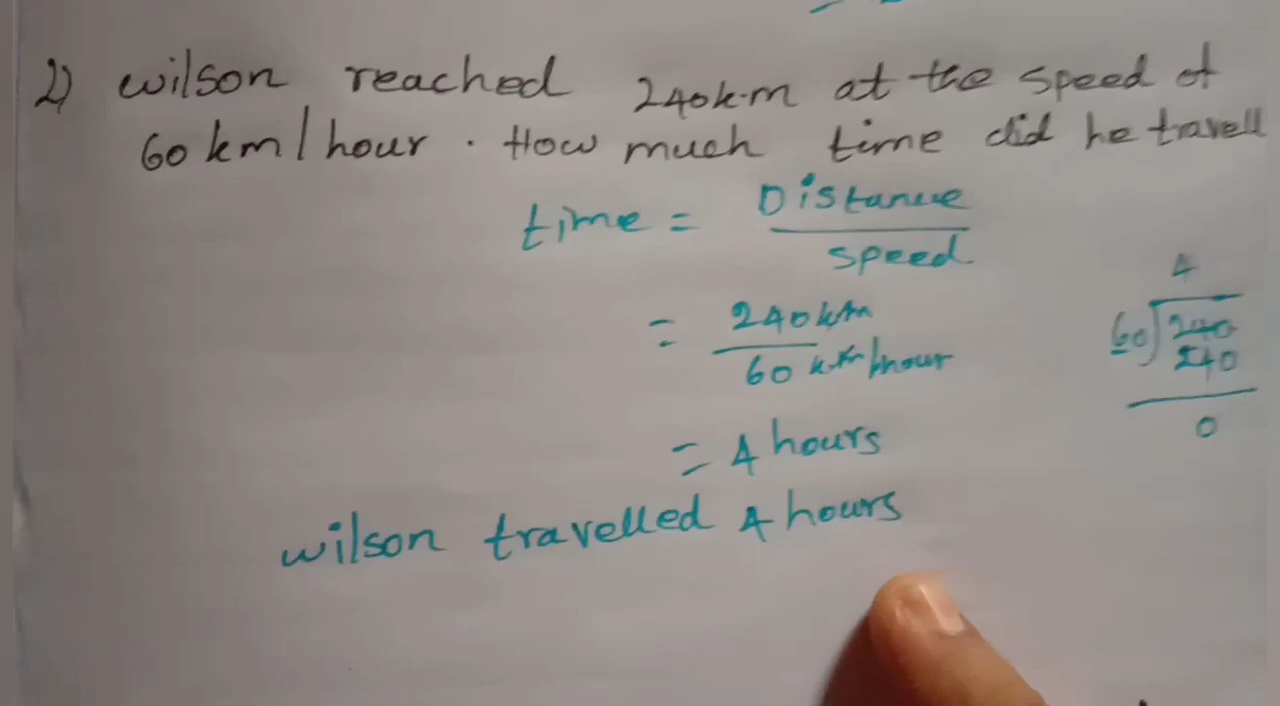 2) Wilson reached 240k.m at the speed of
60 km/hour. How much time did he travell
time = Distance
speed
= 240km
60 km/hour
4
60)240
240
0
= 4 hours
Wilson travelled 4 hours